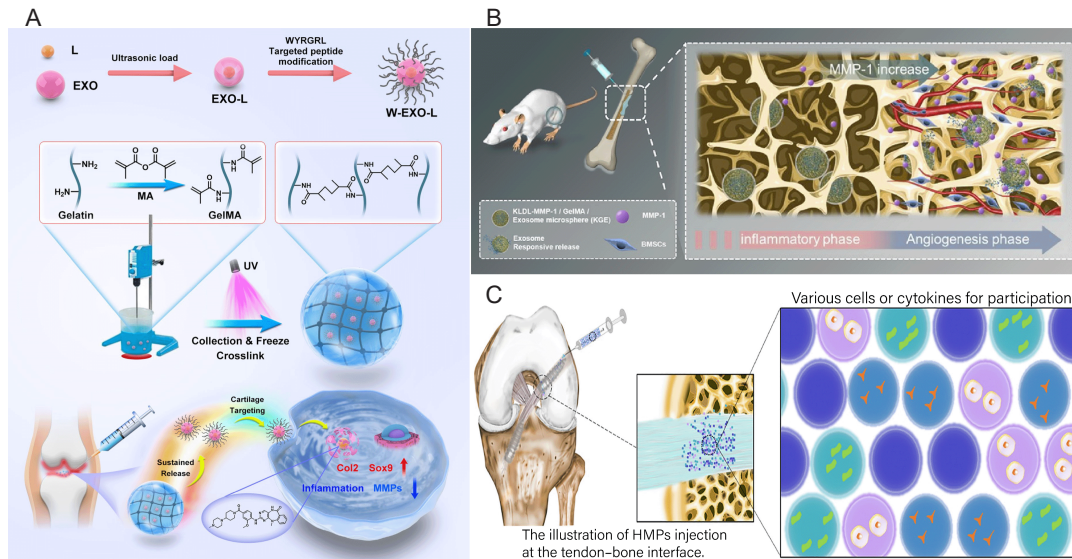 A
L
EXO
Ultrasonic load
EXO-L
WYRGRL
Targeted peptide
modification
W-EXO-L
NH2
H2N
Gelatin
MA
GelMA
UV
Collection & Freeze
Crosslink
Cartilage
Targeting
Sustained
Release
Col2 Sox9
Inflammation MMPs
B
MMP-1 increase
KLDL-MMP-1 / GelMA /
Exosome microsphere (KGE)
MMP-1
Exosome
Responsive release
BMSCs
inflammatory phase
Angiogenesis phase
C
Various cells or cytokines for participation
The illustration of HMPs injection
at the tendon–bone interface.